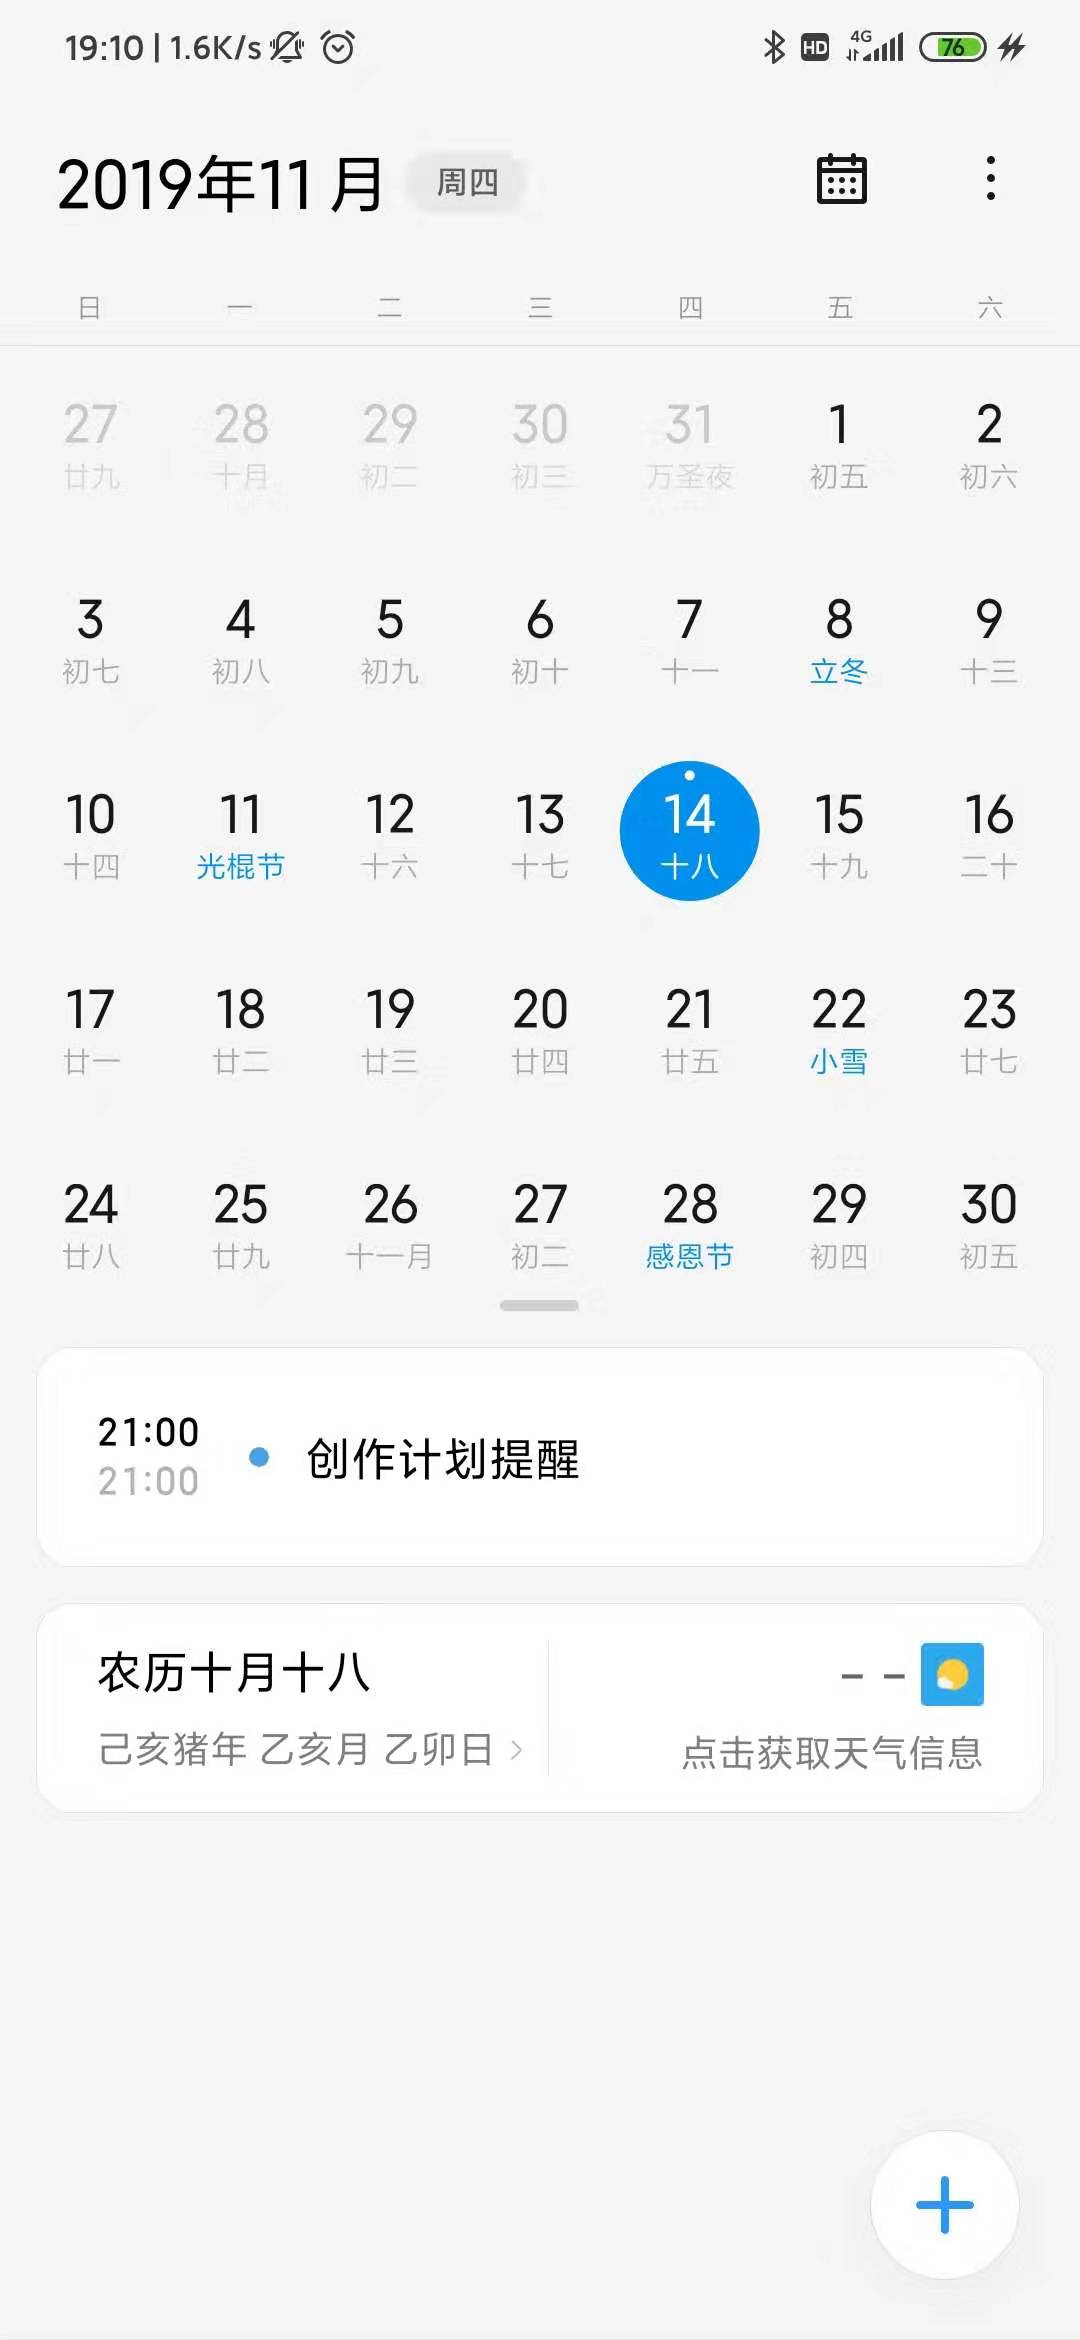 19:10 | 1.6K/s HD 4G 76
2019年11月 周四
日 一 二 三 四 五 六
27 28 29 30 31 1 2
廿九 十月 初二 初三 万圣夜 初五 初六
3 4 5 6 7 8 9
初七 初八 初九 初十 十一 立冬 十三
10 11 12 13 14 15 16
十四 光棍节 十六 十七 十八 十九 二十
17 18 19 20 21 22 23
廿一 廿二 廿三 廿四 廿五 小雪 廿七
24 25 26 27 28 29 30
廿八 廿九 十一月 初二 感恩节 初四 初五
21:00
21:00
创作计划提醒
农历十月十八
己亥猪年 乙亥月 乙卯日 >
– –
点击获取天气信息